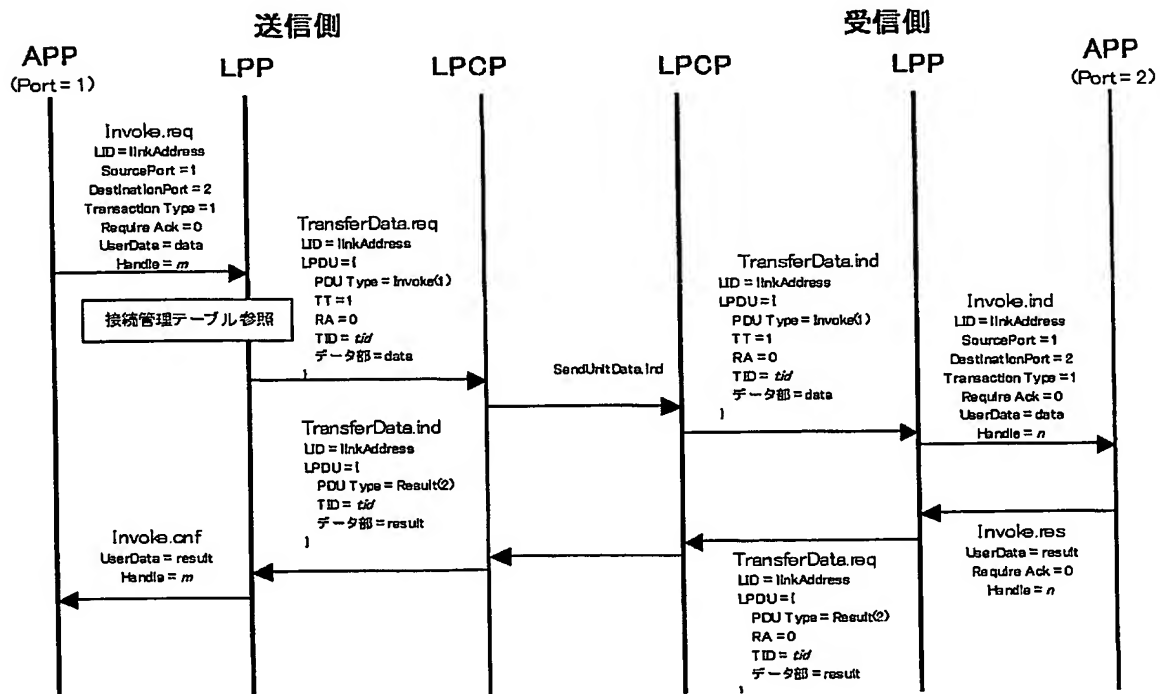 送信側
受信側
APP
(Port = 1)
LPP
LPCP
LPCP
LPP
APP
(Port = 2)
Invoke.req
LID = linkAddress
SourcePort = 1
DestinationPort = 2
Transaction Type = 1
Require Ack = 0
UserData = data
Handle = m
接続管理テーブル参照
TransferData.req
LID = linkAddress
LPDU = {
PDU Type = Invoke(1)
TT = 1
RA = 0
TID = tid
データ部 = data
}
SendUnitData.ind
TransferData.ind
LID = linkAddress
LPDU = {
PDU Type = Invoke(1)
TT = 1
RA = 0
TID = tid
データ部 = data
}
Invoke.ind
LID = linkAddress
SourcePort = 1
DestinationPort = 2
Transaction Type = 1
Require Ack = 0
UserData = data
Handle = n
Invoke.res
UserData = result
Require Ack = 0
Handle = n
TransferData.req
LID = linkAddress
LPDU = {
PDU Type = Result(2)
RA = 0
TID = tid
データ部 = result
}
TransferData.ind
LID = linkAddress
LPDU = {
PDU Type = Result(2)
TID = tid
データ部 = result
}
Invoke.cnf
UserData = result
Handle = m